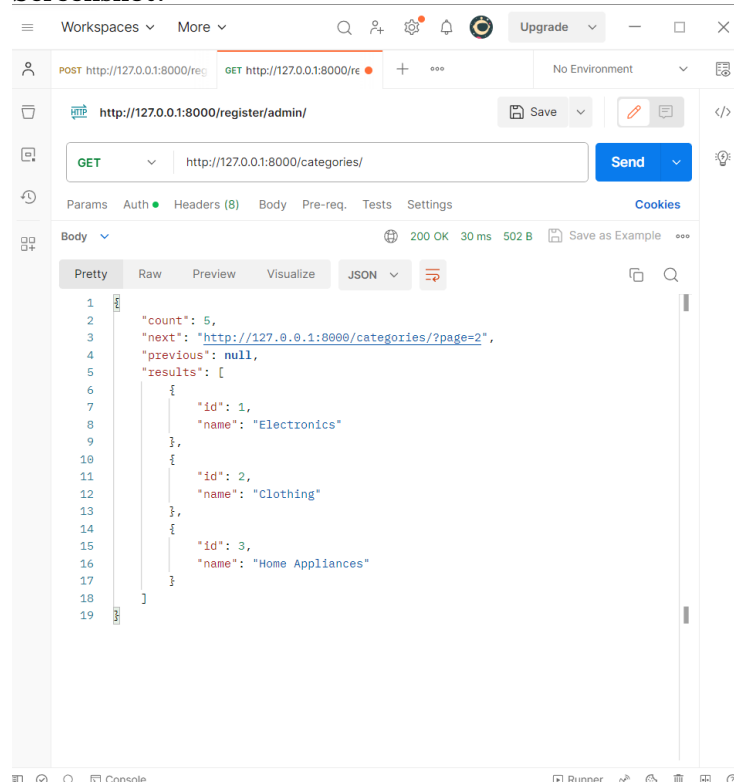 Workspaces More Upgrade
POST http://127.0.0.1:8000/reg GET http://127.0.0.1:8000/re No Environment
HTTP http://127.0.0.1:8000/register/admin/ Save
GET http://127.0.0.1:8000/categories/ Send
Params Auth Headers (8) Body Pre-req. Tests Settings Cookies
Body 200 OK 30 ms 502 B Save as Example
Pretty Raw Preview Visualize JSON
1 {
2 "count": 5,
3 "next": "http://127.0.0.1:8000/categories/?page=2",
4 "previous": null,
5 "results": [
6 {
7 "id": 1,
8 "name": "Electronics"
9 },
10 {
11 "id": 2,
12 "name": "Clothing"
13 },
14 {
15 "id": 3,
16 "name": "Home Appliances"
17 }
18 ]
19 }
Console Runner